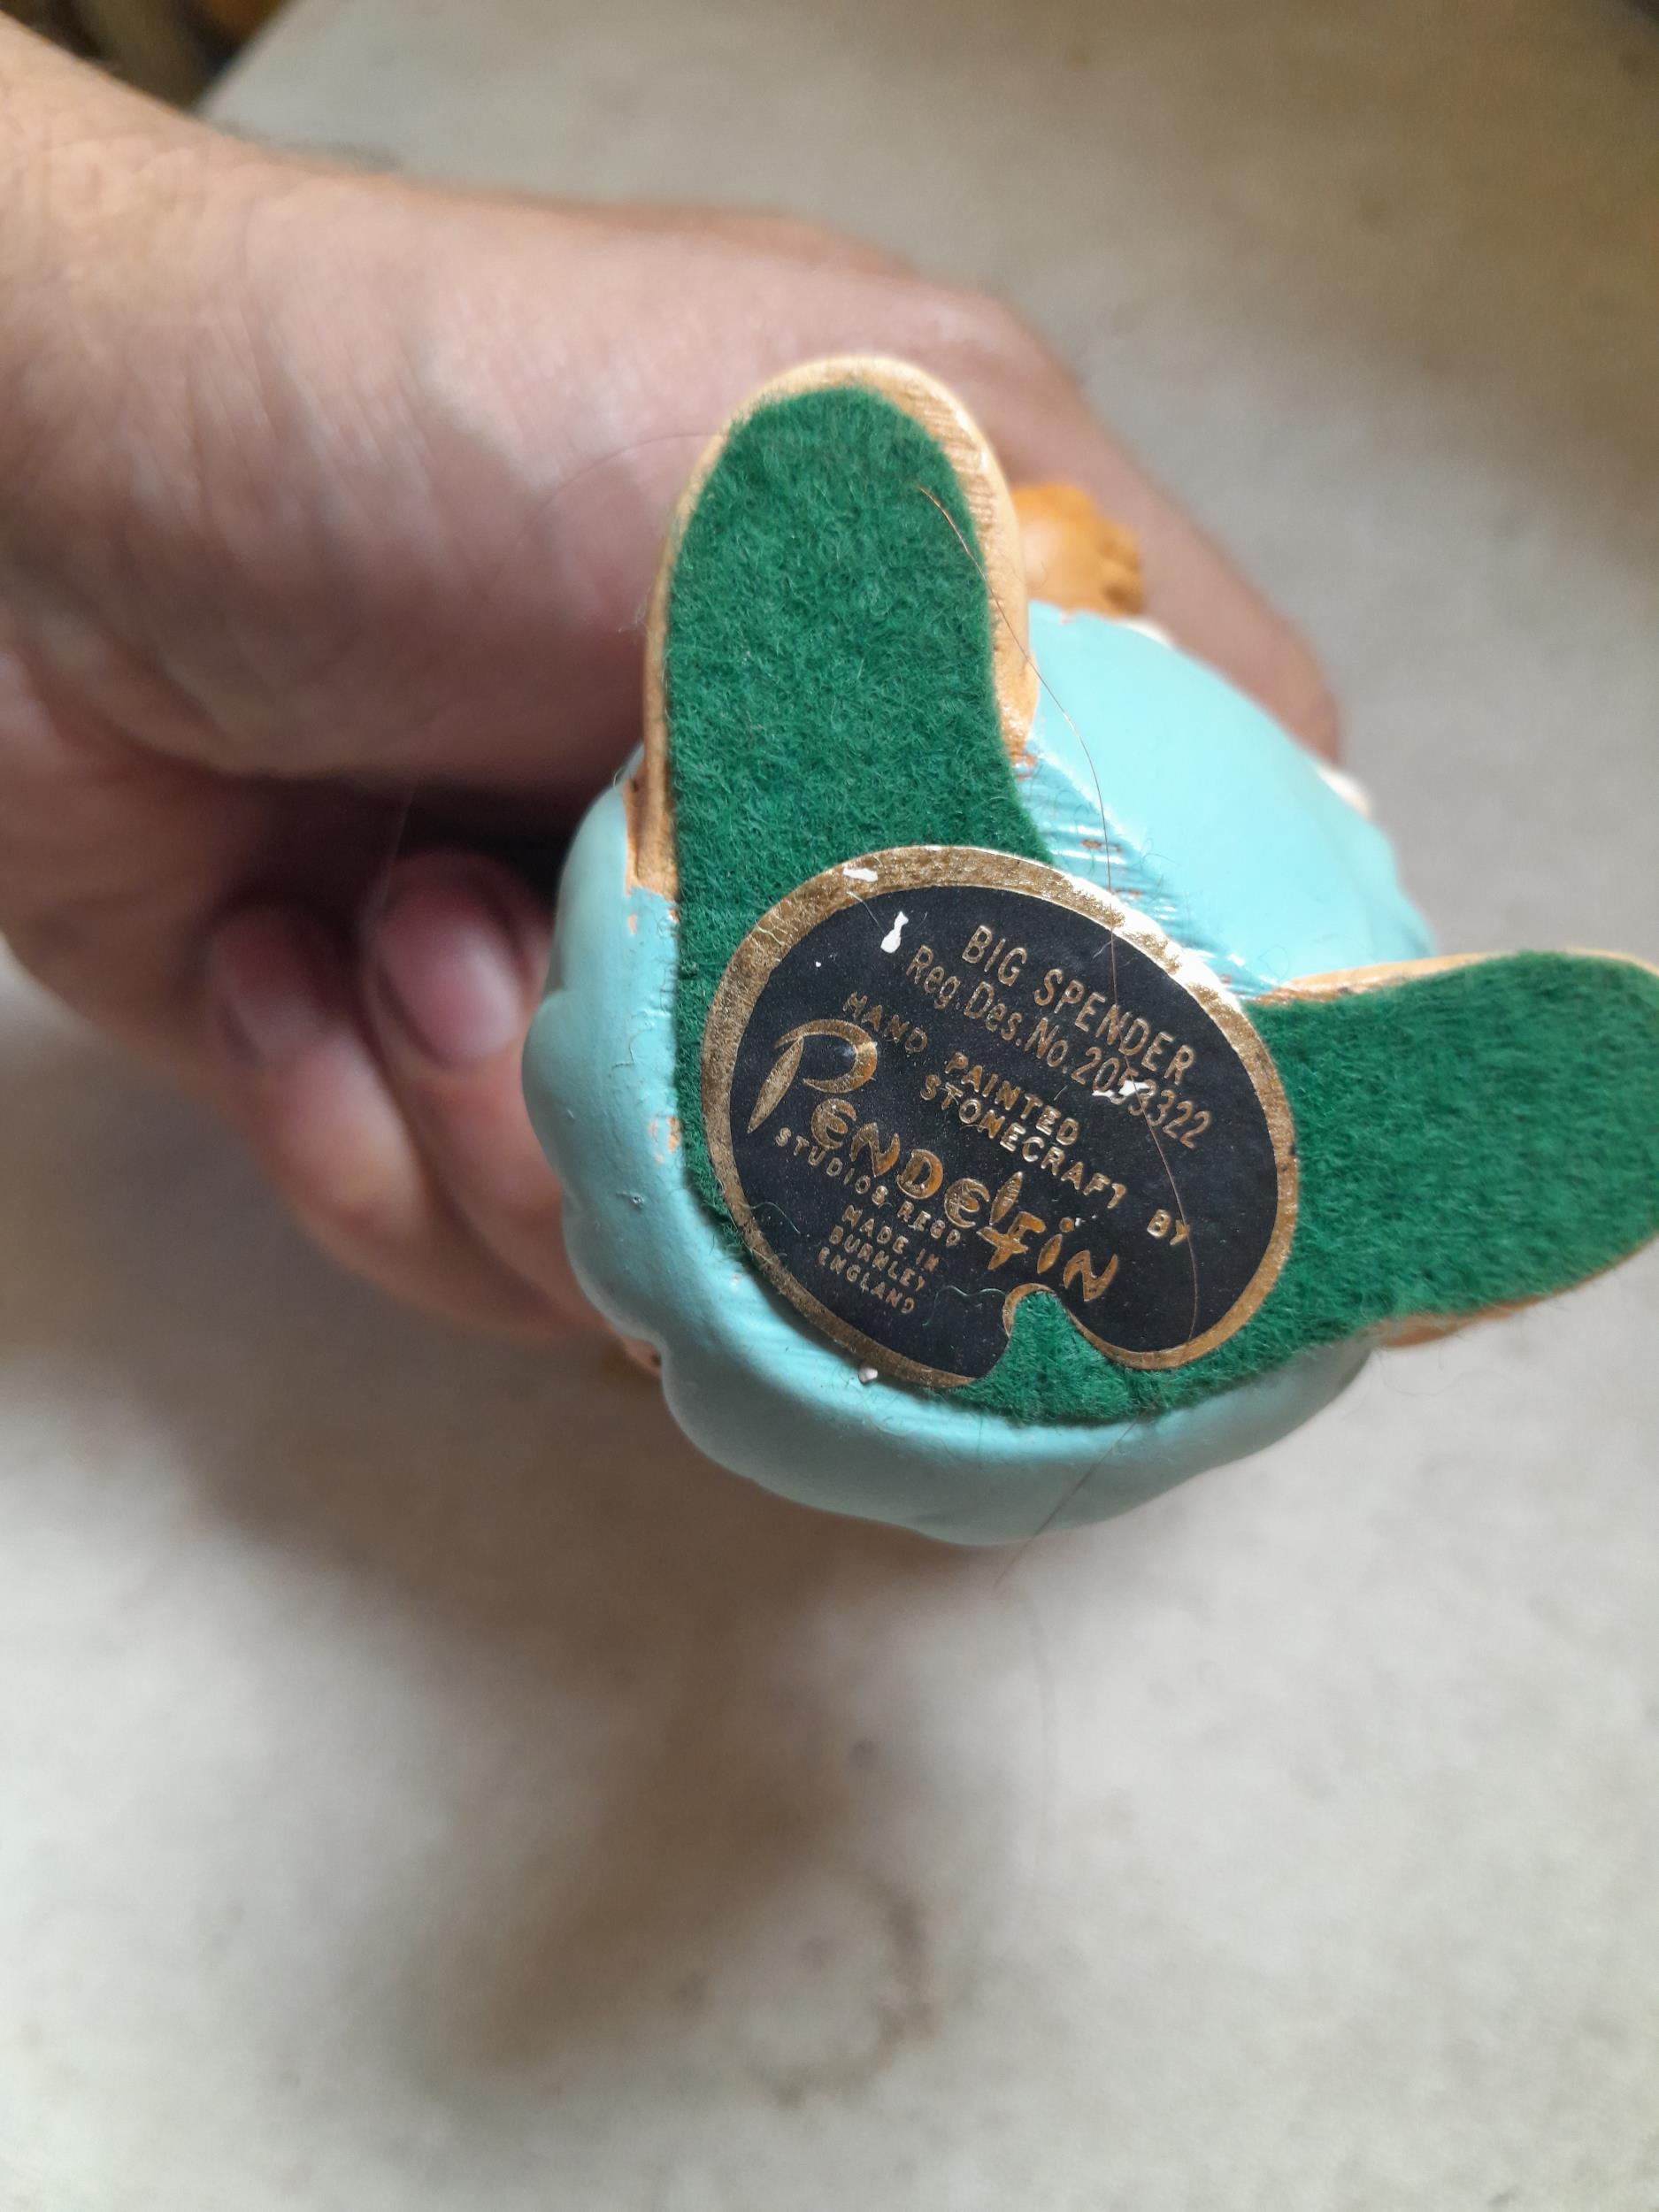 BIG SPENDER
Reg.Des.No.2053322
HAND PAINTED
STONECRAFT BY
PENDELFIN
STUDIOS REGD
MADE IN
BURNLEY
ENGLAND